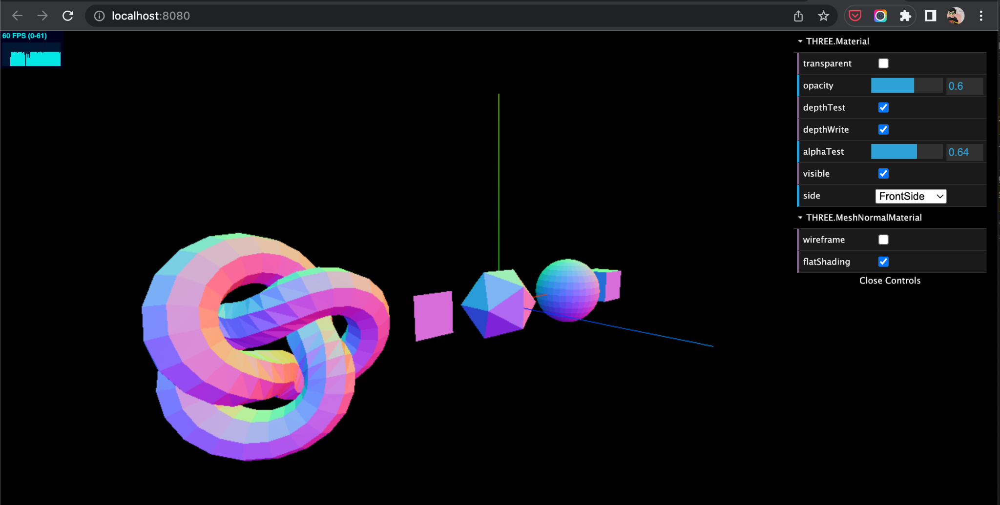 localhost:8080
60 FPS (0-61)
THREE.Material
transparent
opacity 0.6
depthTest
depthWrite
alphaTest 0.64
visible
side FrontSide
THREE.MeshNormalMaterial
wireframe
flatShading
Close Controls